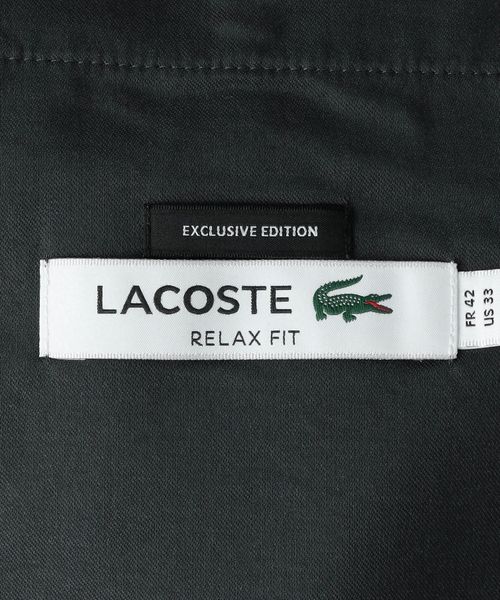 EXCLUSIVE EDITION
LACOSTE
RELAX FIT
FR 42
US 33